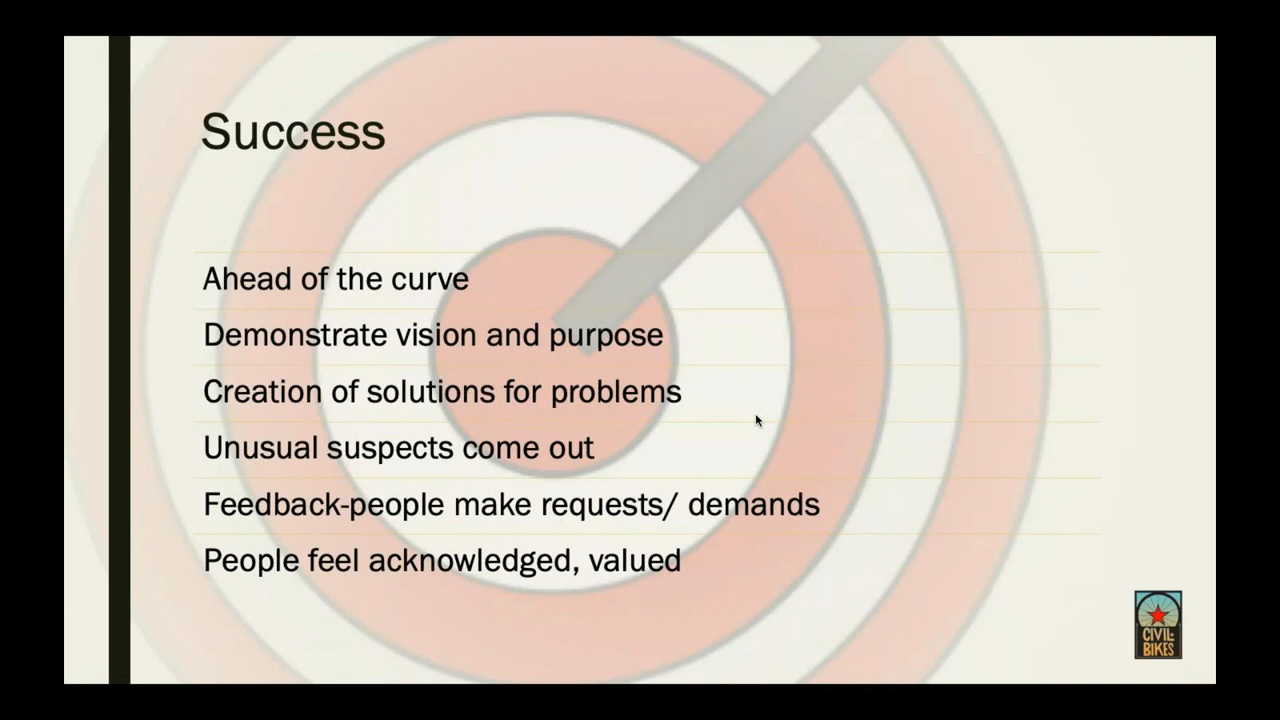 Success
Ahead of the curve
Demonstrate vision and purpose
Creation of solutions for problems
Unusual suspects come out
Feedback-people make requests/ demands
People feel acknowledged, valued
CIVIL
BIKES